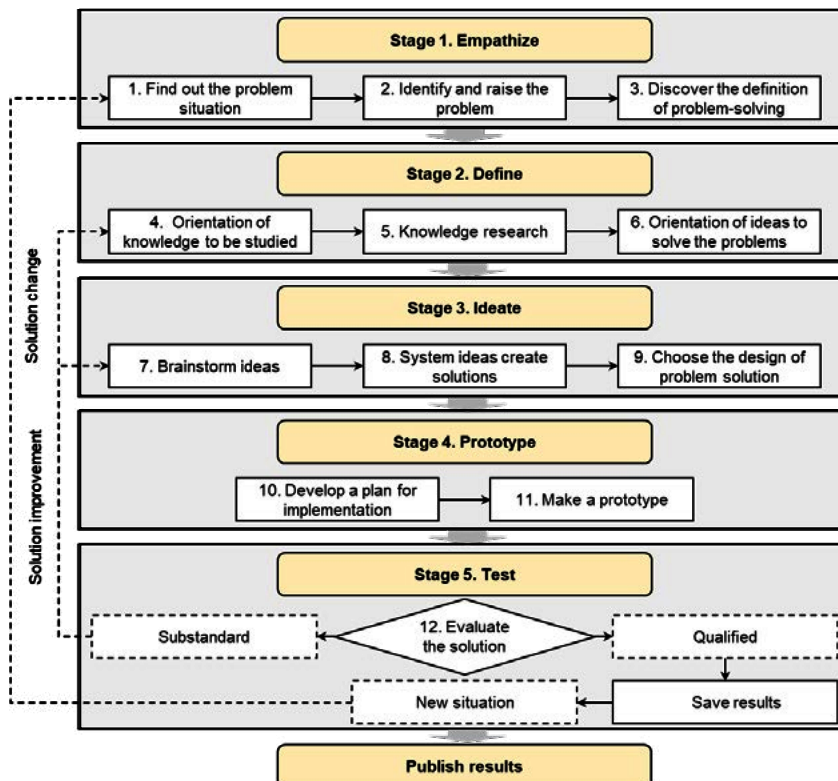 Stage 1. Empathize
1. Find out the problem
situation
2. Identify and raise the
problem
3. Discover the definition
of problem-solving
Stage 2. Define
4. Orientation of
knowledge to be studied
5. Knowledge research
6. Orientation of ideas to
solve the problems
Stage 3. Ideate
7. Brainstorm ideas
8. System ideas create
solutions
9. Choose the design of
problem solution
Stage 4. Prototype
10. Develop a plan for
implementation
11. Make a prototype
Stage 5. Test
Substandard
12. Evaluate
the solution
Qualified
New situation
Save results
Publish results
Solution change
Solution improvement